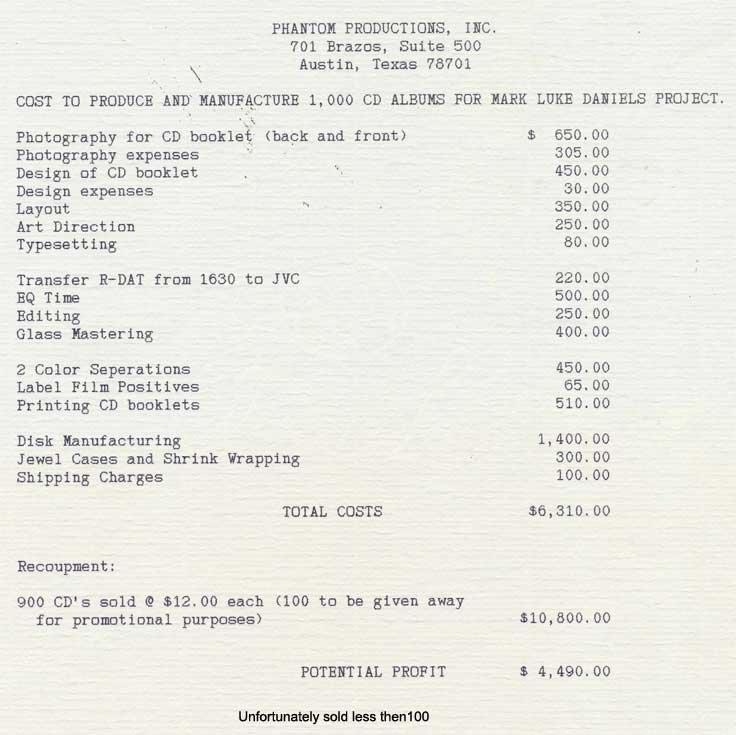 PHANTOM PRODUCTIONS, INC.
701 Brazos, Suite 500
Austin, Texas 78701
COST TO PRODUCE AND MANUFACTURE 1,000 CD ALBUMS FOR MARK LUKE DANIELS PROJECT.
Photography for CD booklet (back and front) $ 650.00
Photography expenses 305.00
Design of CD booklet 450.00
Design expenses 30.00
Layout 350.00
Art Direction 250.00
Typesetting 80.00
Transfer R-DAT from 1630 to JVC 220.00
EQ Time 500.00
Editing 250.00
Glass Mastering 400.00
2 Color Seperations 450.00
Label Film Positives 65.00
Printing CD booklets 510.00
Disk Manufacturing 1,400.00
Jewel Cases and Shrink Wrapping 300.00
Shipping Charges 100.00
TOTAL COSTS $6,310.00
Recoupment:
900 CD's sold @ $12.00 each (100 to be given away
for promotional purposes) $10,800.00
POTENTIAL PROFIT $ 4,490.00
Unfortunately sold less then100